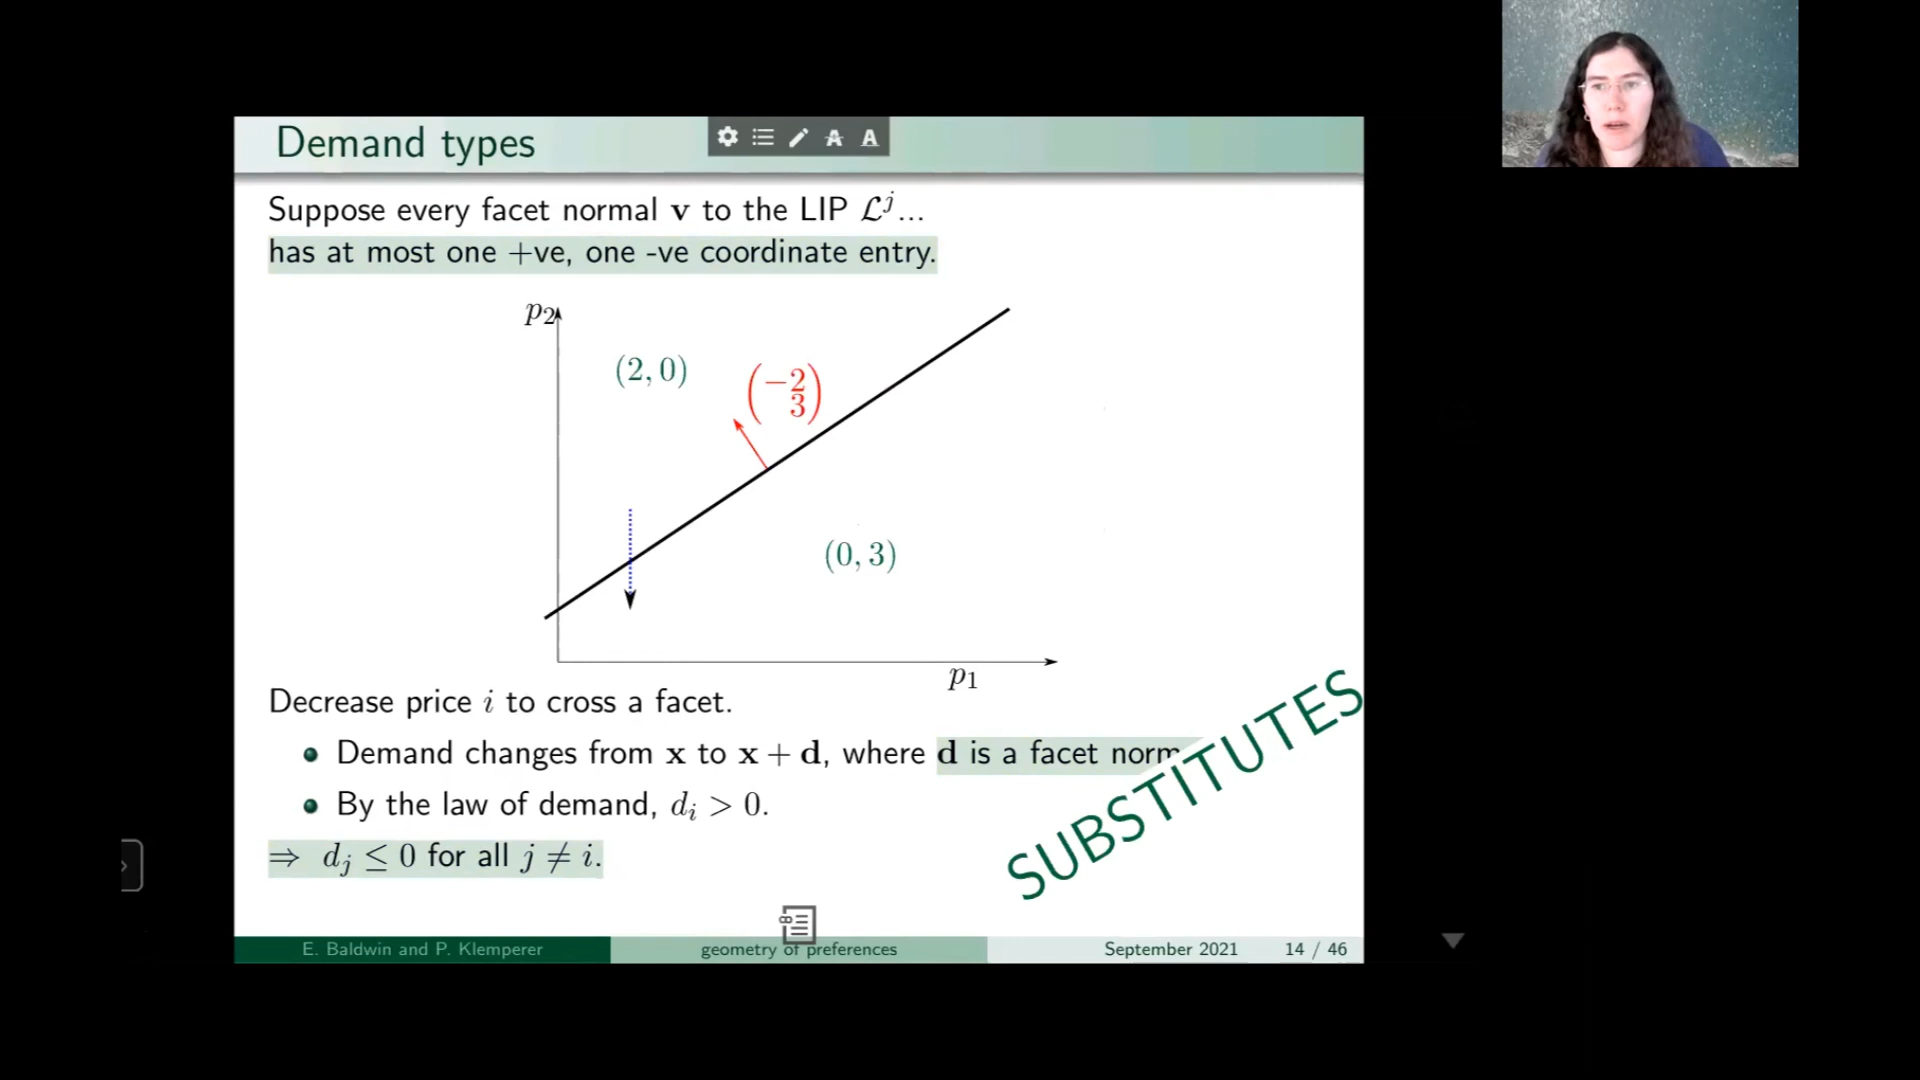 Demand types
Suppose every facet normal v to the LIP ℒʲ...
has at most one +ve, one -ve coordinate entry.
p₂
(2, 0)
(−2
3)
(0, 3)
p₁
Decrease price i to cross a facet.
• Demand changes from x to x + d, where d is a facet norm
• By the law of demand, dᵢ > 0.
⇒ dⱼ ≤ 0 for all j ≠ i.
SUBSTITUTES
E. Baldwin and P. Klemperer geometry of preferences September 2021 14 / 46